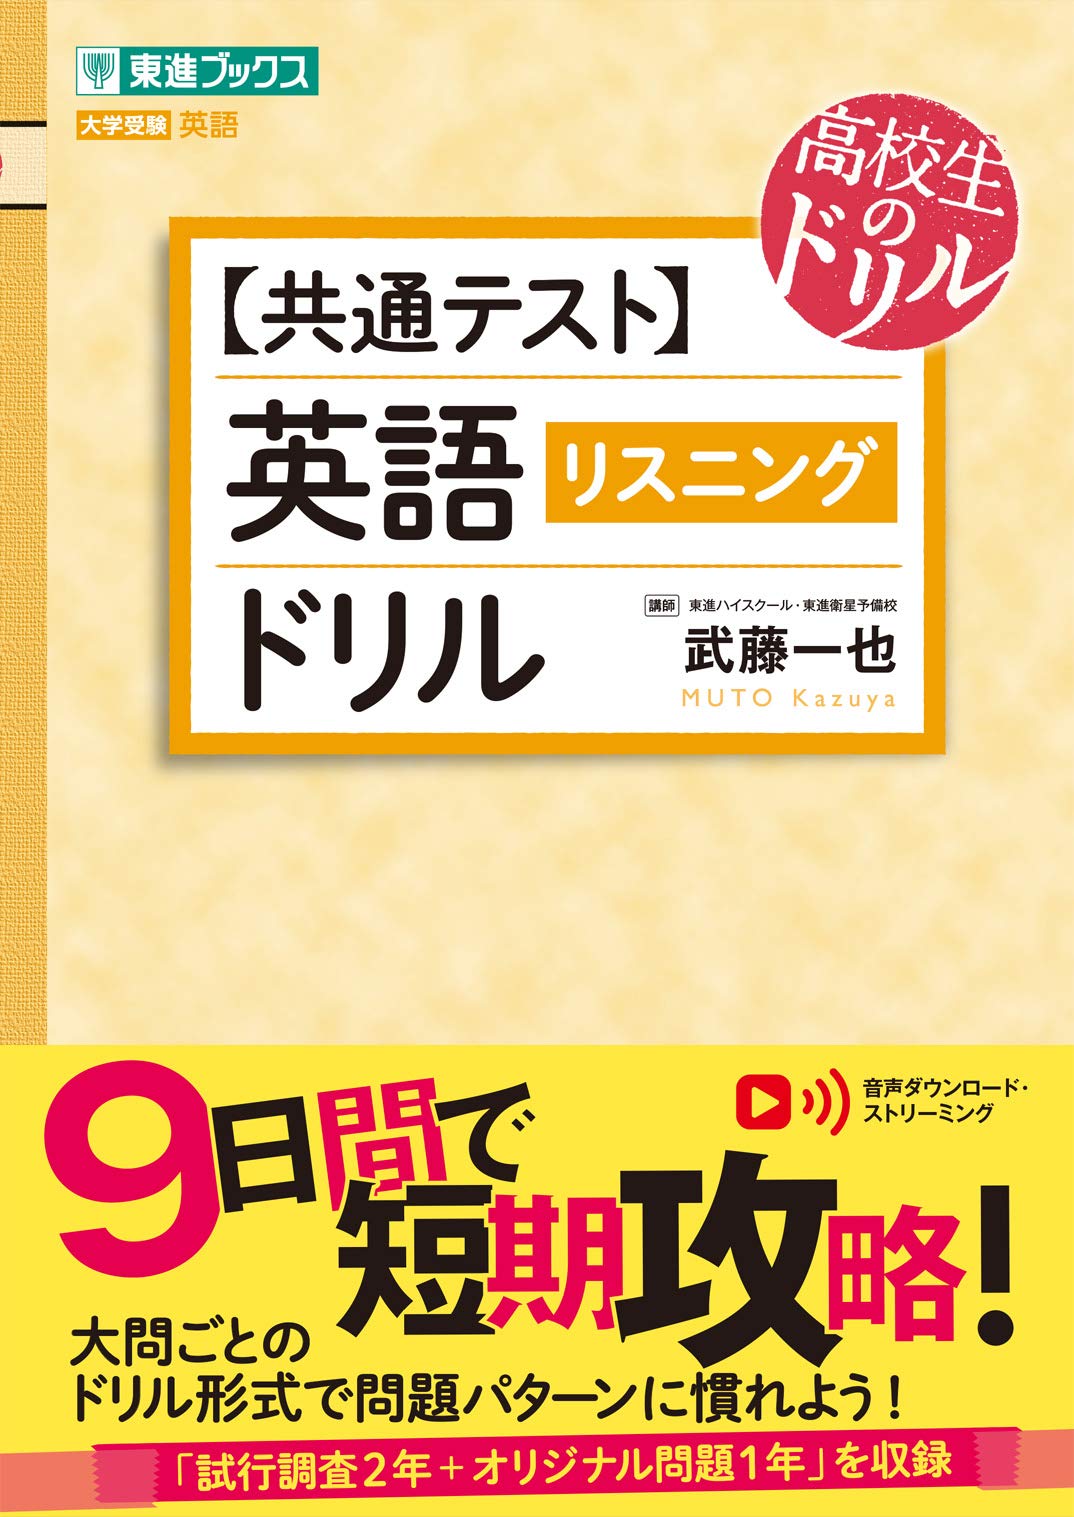 東進ブックス
大学受験 英語
高校生
の
ドリル
【共通テスト】
英語 リスニング
ドリル
講師 東進ハイスクール・東進衛星予備校
武藤一也
MUTO Kazuya
9日間で
短期攻略!
音声ダウンロード・
ストリーミング
大問ごとの
ドリル形式で問題パターンに慣れよう!
「試行調査2年+オリジナル問題1年」を収録